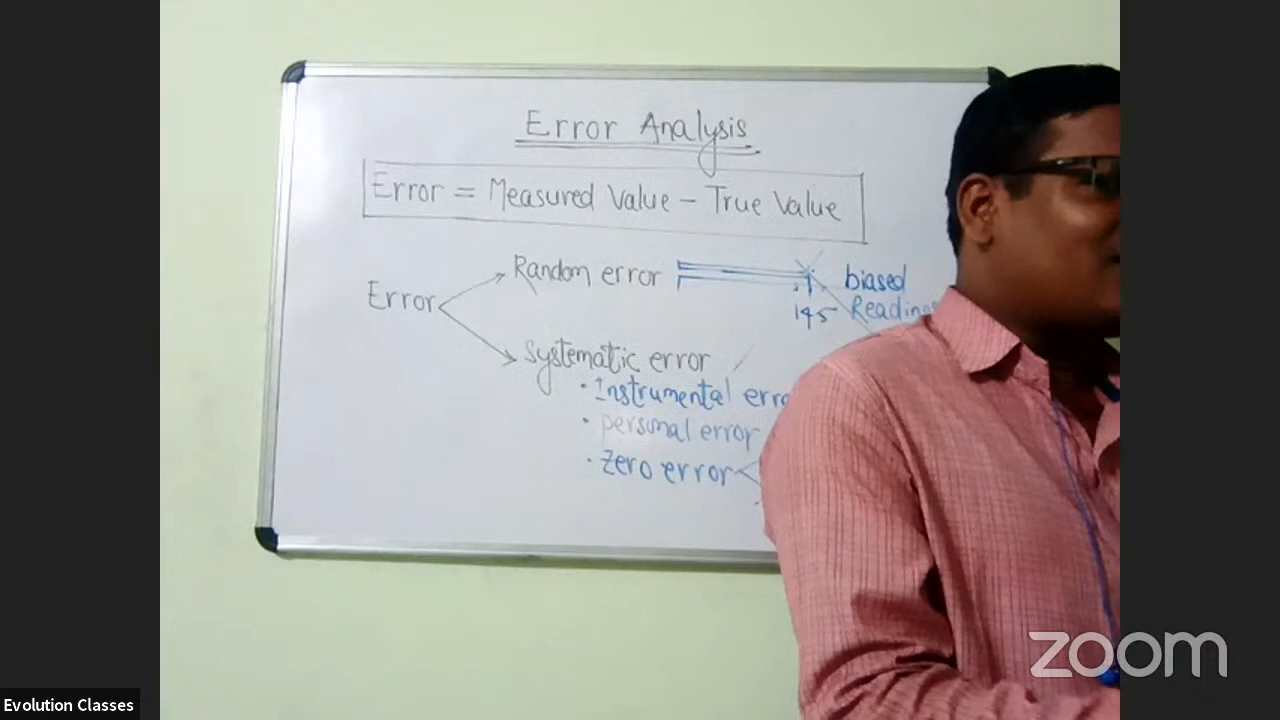 Error Analysis
Error = Measured Value - True Value
Random error
biased
145
Error
Systematic error
• Instrumental
• personal error
• Zero error
zoom
Evolution Classes